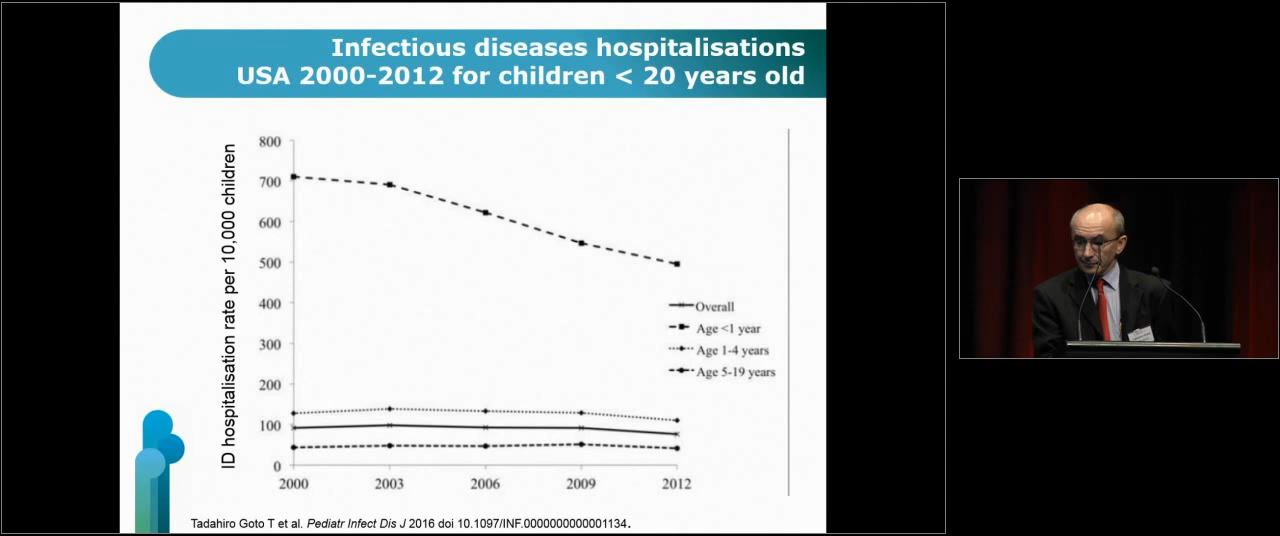 Infectious diseases hospitalisations
USA 2000-2012 for children < 20 years old
ID hospitalisation rate per 10,000 children
800
700
600
500
400
300
200
100
0
2000 2003 2006 2009 2012
Overall
Age <1 year
Age 1-4 years
Age 5-19 years
Tadahiro Goto T et al. Pediatr Infect Dis J 2016 doi 10.1097/INF.0000000000001134.